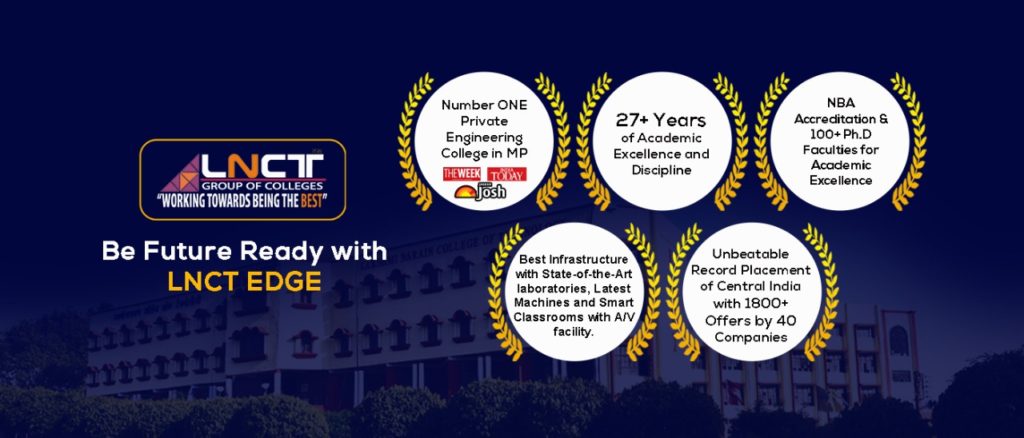 LNCT
GROUP OF COLLEGES
"WORKING TOWARDS BEING THE BEST"
Be Future Ready with
LNCT EDGE
Number ONE
Private
Engineering
College in MP
THE WEEK
TODAY
Josh
27+ Years
of Academic
Excellence and
Discipline
NBA
Accreditation &
100+ Ph.D
Faculties for
Academic
Excellence
Best Infrastructure
with State-of-the-Art
laboratories, Latest
Machines and Smart
Classrooms with A/V
facility.
Unbeatable
Record Placement
of Central India
with 1800+
Offers by 40
Companies
NARAIN COLLEGE OF